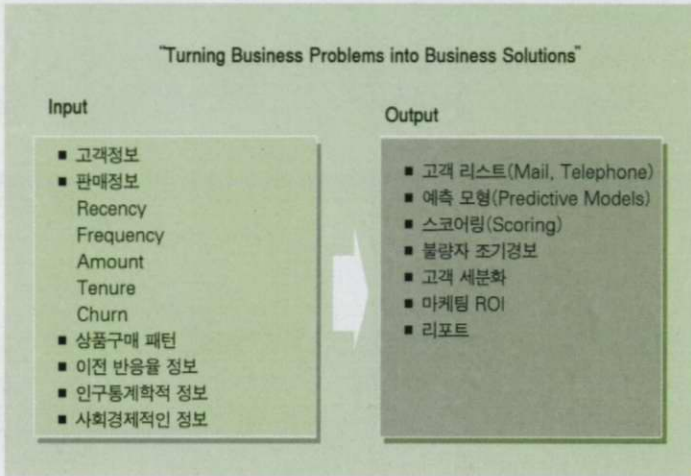 "Turning Business Problems into Business Solutions"
Input
■ 고객정보
■ 판매정보
Recency
Frequency
Amount
Tenure
Churn
■ 상품구매 패턴
■ 이전 반응율 정보
■ 인구통계학적 정보
■ 사회경제적인 정보
Output
■ 고객 리스트(Mail, Telephone)
■ 예측 모형(Predictive Models)
■ 스코어링(Scoring)
■ 불량자 조기경보
■ 고객 세분화
■ 마케팅 ROI
■ 리포트